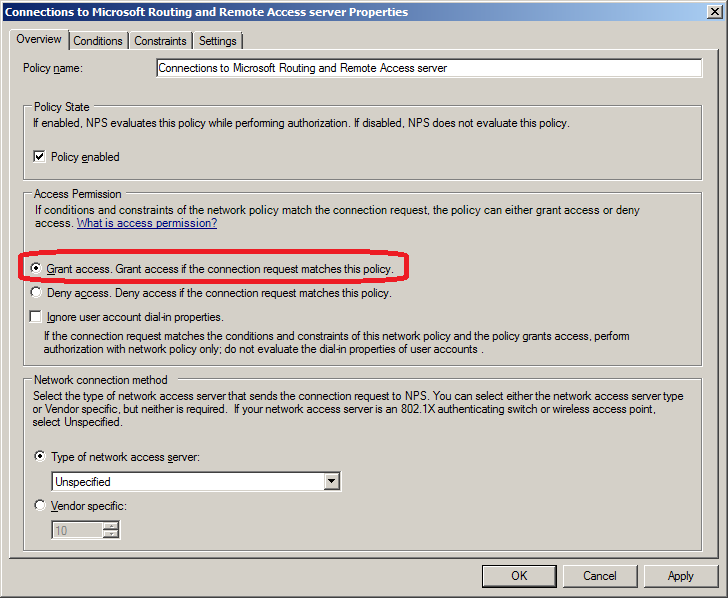 Connections to Microsoft Routing and Remote Access server Properties
Overview Conditions Constraints Settings
Policy name: Connections to Microsoft Routing and Remote Access server
Policy State
If enabled, NPS evaluates this policy while performing authorization. If disabled, NPS does not evaluate this policy.
Policy enabled
Access Permission
If conditions and constraints of the network policy match the connection request, the policy can either grant access or deny
access. What is access permission?
Grant access. Grant access if the connection request matches this policy.
Deny access. Deny access if the connection request matches this policy.
Ignore user account dial-in properties.
If the connection request matches the conditions and constraints of this network policy and the policy grants access, perform
authorization with network policy only; do not evaluate the dial-in properties of user accounts .
Network connection method
Select the type of network access server that sends the connection request to NPS. You can select either the network access server type
or Vendor specific, but neither is required.  If your network access server is an 802.1X authenticating switch or wireless access point,
select Unspecified.
Type of network access server:
Unspecified
Vendor specific:
10
OK Cancel Apply